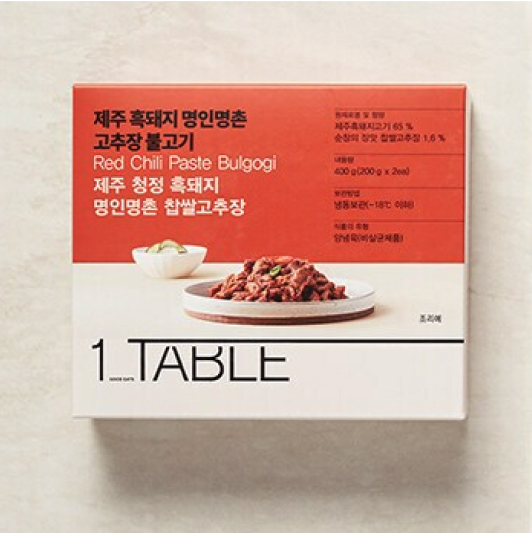 제주 흑돼지 명인명촌
고추장 불고기
Red Chili Paste Bulgogi
제주 청정 흑돼지
명인명촌 찹쌀고추장
원재료명 및 함량
제주흑돼지고기 65 %
순창의 장맛 찹쌀고추장 1.6 %
내용량
400 g(200 g x 2ea)
보관방법
냉동보관(-18℃ 이하)
식품의 유형
양념육(비살균제품)
조리예
1 TABLE
GOOD EATS